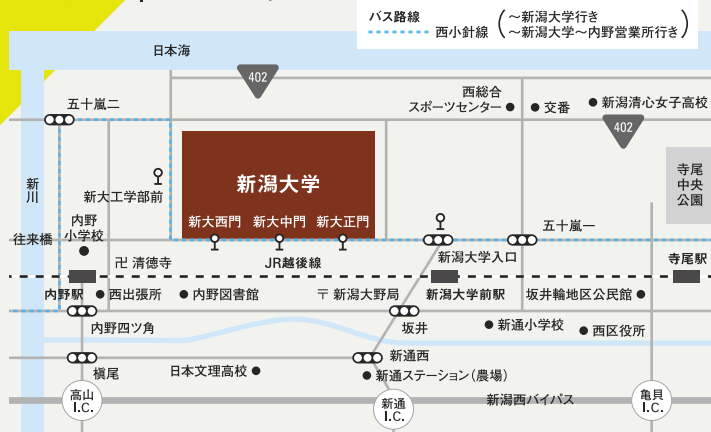 バス路線
西小針線
〜新潟大学行き
〜新潟大学〜内野営業所行き
日本海
402
五十嵐二
西総合
スポーツセンター
交番
新潟清心女子高校
402
新川
新大工学部前
新潟大学
新大西門
新大中門
新大正門
寺尾
中央
公園
往来橋
内野
小学校
五十嵐一
新潟大学入口
卍 清徳寺
JR越後線
寺尾駅
内野駅
西出張所
内野図書館
〒 新潟大野局
新潟大学前駅
坂井輪地区公民館
内野四ツ角
坂井
新通小学校
西区役所
槇尾
日本文理高校
新通西
新通ステーション(農場)
高山
I.C.
新通
I.C.
新潟西バイパス
亀貝
I.C.